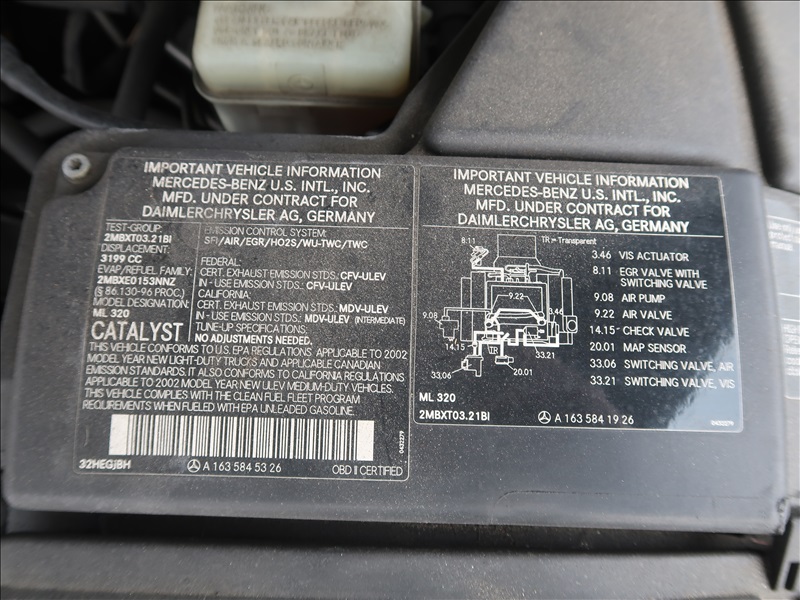 IMPORTANT VEHICLE INFORMATION
MERCEDES-BENZ U.S. INTL., INC.
MFD. UNDER CONTRACT FOR
DAIMLERCHRYSLER AG, GERMANY
TEST-GROUP:
2MBXT03.21BI
DISPLACEMENT:
3199 CC
EVAP/REFUEL FAMILY:
2MBXE0153NNZ
(§ 86.130-96 PROC.)
MODEL DESIGNATION:
ML 320
CATALYST
EMISSION CONTROL SYSTEM:
SFI/AIR/EGR/HO2S/WU-TWC/TWC
FEDERAL:
CERT. EXHAUST EMISSION STDS.: CFV-ULEV
IN - USE EMISSION STDS.: CFV-ULEV
CALIFORNIA:
CERT. EXHAUST EMISSION STDS.: MDV-ULEV
IN - USE EMISSION STDS.: MDV-ULEV (INTERMEDIATE)
TUNE-UP SPECIFICATIONS:
NO ADJUSTMENTS NEEDED.
THIS VEHICLE CONFORMS TO U.S. EPA REGULATIONS. APPLICABLE TO 2002
MODEL YEAR NEW LIGHT-DUTY TRUCKS, AND APPLICABLE CANADIAN
EMISSION STANDARDS. IT ALSO CONFORMS TO CALIFORNIA REGULATIONS
APPLICABLE TO 2002 MODEL YEAR NEW ULEV MEDIUM-DUTY VEHICLES.
THIS VEHICLE COMPLIES WITH THE CLEAN FUEL FLEET PROGRAM
REQUIREMENTS WHEN FUELED WITH EPA UNLEADED GASOLINE.
32HEGjBH
A 163 584 53 26
OBD II CERTIFIED
0422279
IMPORTANT VEHICLE INFORMATION
MERCEDES-BENZ U.S. INTL., INC.
MFD. UNDER CONTRACT FOR
DAIMLERCHRYSLER AG, GERMANY
TR = Transparent
8.11
9.22
3.46
9.08
14.15
TR
33.21
33.06
20.01
3.46 VIS ACTUATOR
8.11 EGR VALVE WITH
SWITCHING VALVE
9.08 AIR PUMP
9.22 AIR VALVE
14.15 CHECK VALVE
20.01 MAP SENSOR
33.06 SWITCHING VALVE, AIR
33.21 SWITCHING VALVE, VIS
ML 320
2MBXT03.21BI
A 163 584 19 26
0422279